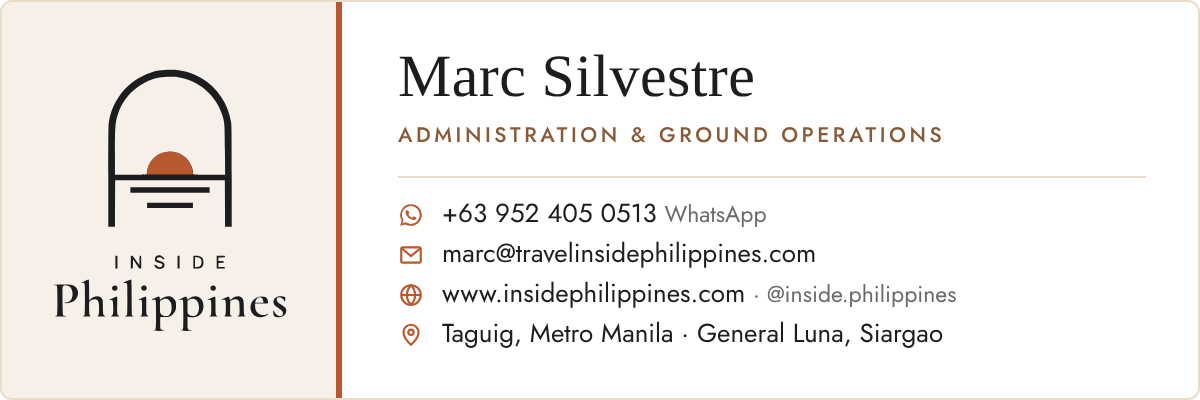 INSIDE
Philippines
Marc Silvestre
ADMINISTRATION & GROUND OPERATIONS
+63 952 405 0513 WhatsApp
marc@travelinsidephilippines.com
www.insidephilippines.com · @inside.philippines
Taguig, Metro Manila · General Luna, Siargao